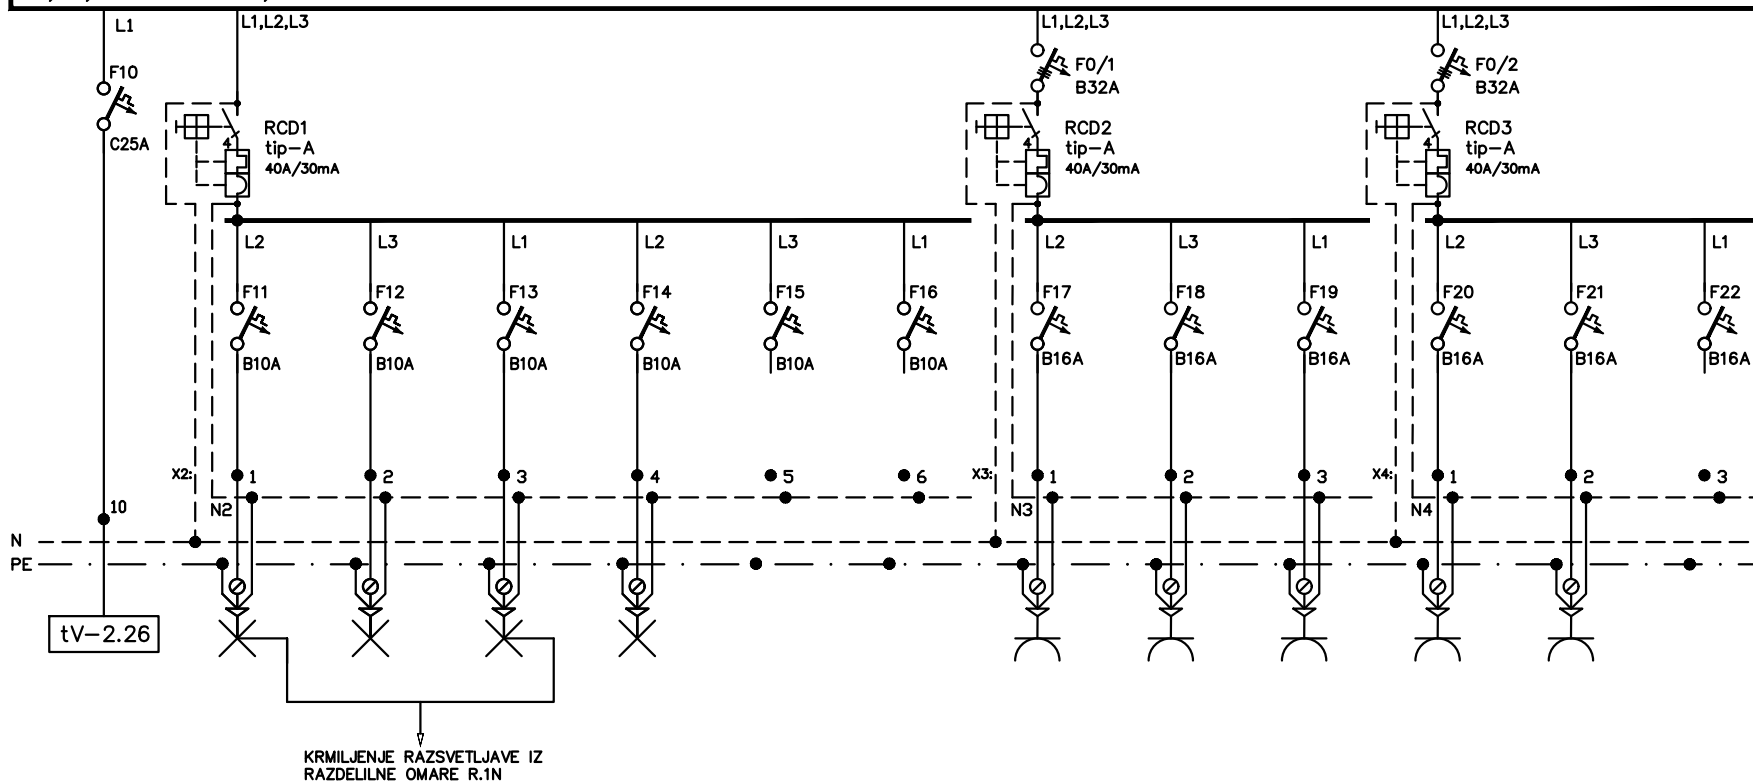 L1
L1,L2,L3
L1,L2,L3
L1,L2,L3
F10
C25A
F0/1
B32A
F0/2
B32A
RCD1
tip-A
40A/30mA
4
RCD2
tip-A
40A/30mA
4
RCD3
tip-A
40A/30mA
4
L2
L3
L1
L2
L3
L1
L2
L3
L1
L2
L3
L1
F11
F12
F13
F14
F15
F16
F17
F18
F19
F20
F21
F22
B10A
B10A
B10A
B10A
B10A
B10A
B16A
B16A
B16A
B16A
B16A
B16A
X2:
1
2
3
4
5
6
X3:
1
2
3
X4:
1
2
3
10
N2
N3
N4
N
PE
tV-2.26
KRMILJENJE RAZSVETLJAVE IZ
RAZDELILNE OMARE R.1N